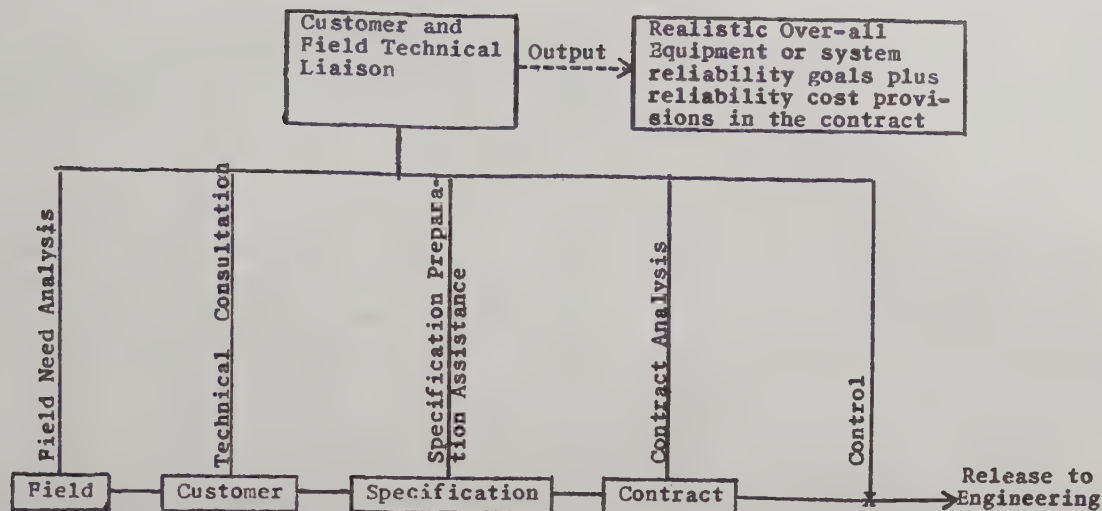 Customer and
Field Technical
Liaison
Output
Realistic Over-all
Equipment or system
reliability goals plus
reliability cost provi-
sions in the contract
Field Need Analysis
Technical Consultation
Specification Prepara-
tion Assistance
Contract Analysis
Control
Field
Customer
Specification
Contract
Release to
Engineering